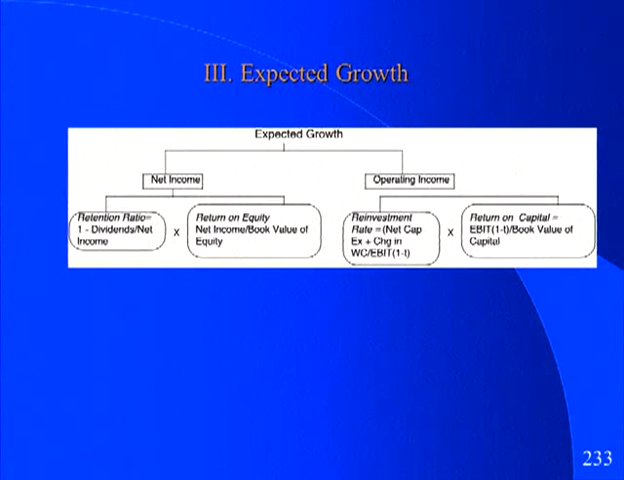 III. Expected Growth
Expected Growth
Net Income
Operating Income
Retention Ratio=
1 - Dividends/Net
Income
x
Return on Equity
Net Income/Book Value of
Equity
Reinvestment
Rate = (Net Cap
Ex + Chg in
WC/EBIT(1-t)
x
Return on Capital =
EBIT(1-t)/Book Value of
Capital
233